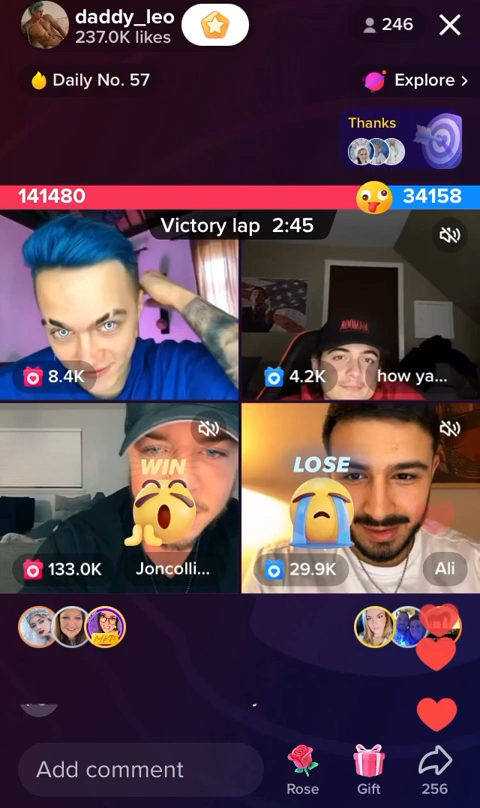 daddy_leo
237.0K likes
246
Daily No. 57
Explore >
Thanks
141480
34158
Victory lap 2:45
8.4K
4.2K
how ya...
WIN
LOSE
133.0K
Joncolli...
29.9K
Ali
MVP
Add comment
Rose
Gift
256